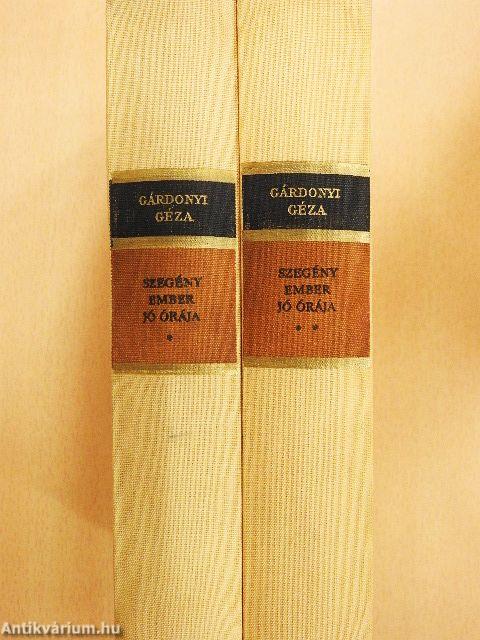 GÁRDONYI
GÉZA
SZEGÉNY
EMBER
JÓ ÓRÁJA
*
GÁRDONYI
GÉZA
SZEGÉNY
EMBER
JÓ ÓRÁJA
* *
Antikvárium.hu